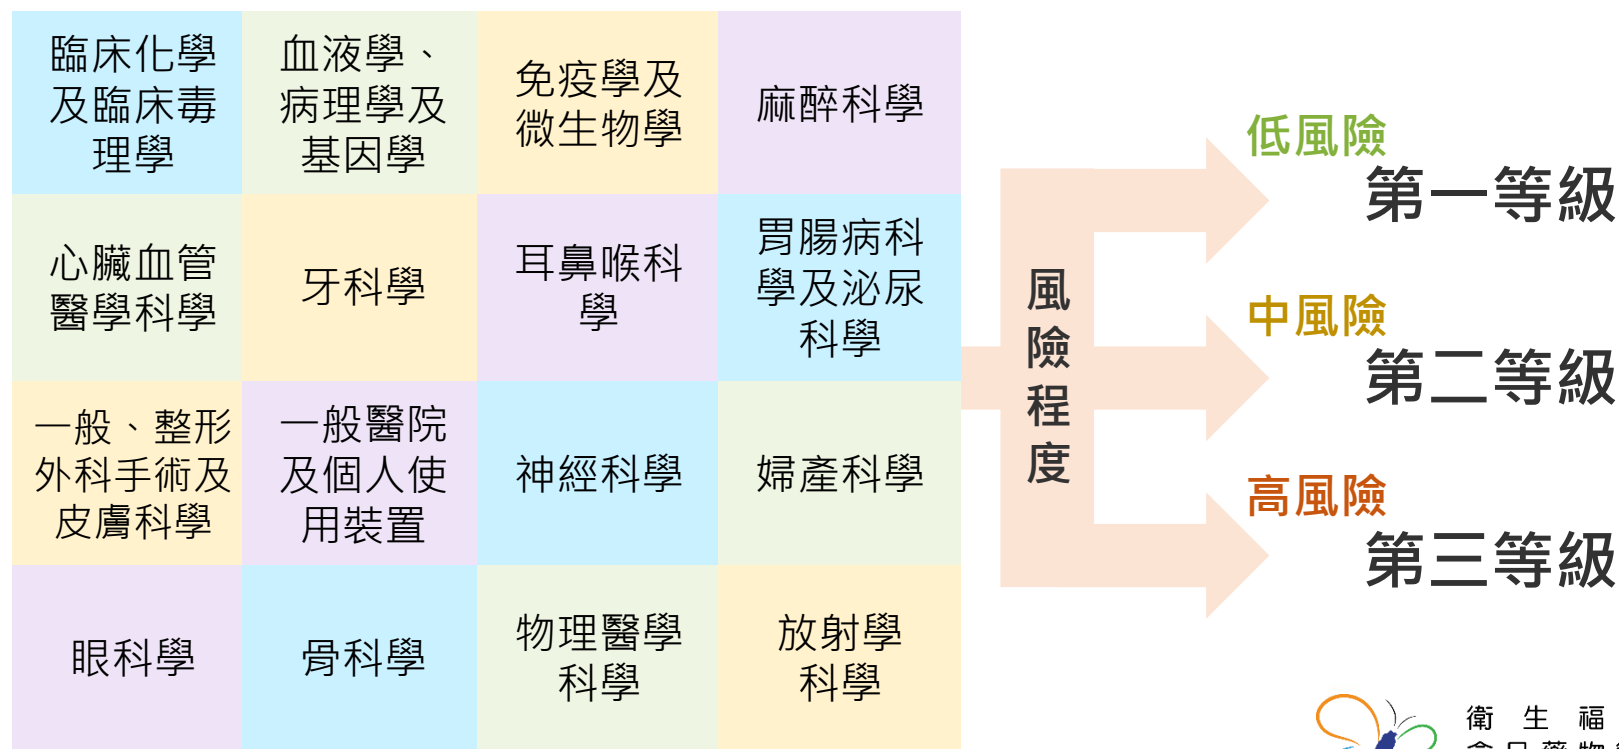 臨床化學
及臨床毒
理學
血液學、
病理學及
基因學
免疫學及
微生物學
麻醉科學
心臟血管
醫學科學
牙科學
耳鼻喉科
學
胃腸病科
學及泌尿
科學
一般、整形
外科手術及
皮膚科學
一般醫院
及個人使
用裝置
神經科學
婦產科學
眼科學
骨科學
物理醫學
科學
放射學
科學
風險程度
低風險
第一等級
中風險
第二等級
高風險
第三等級
衛生福